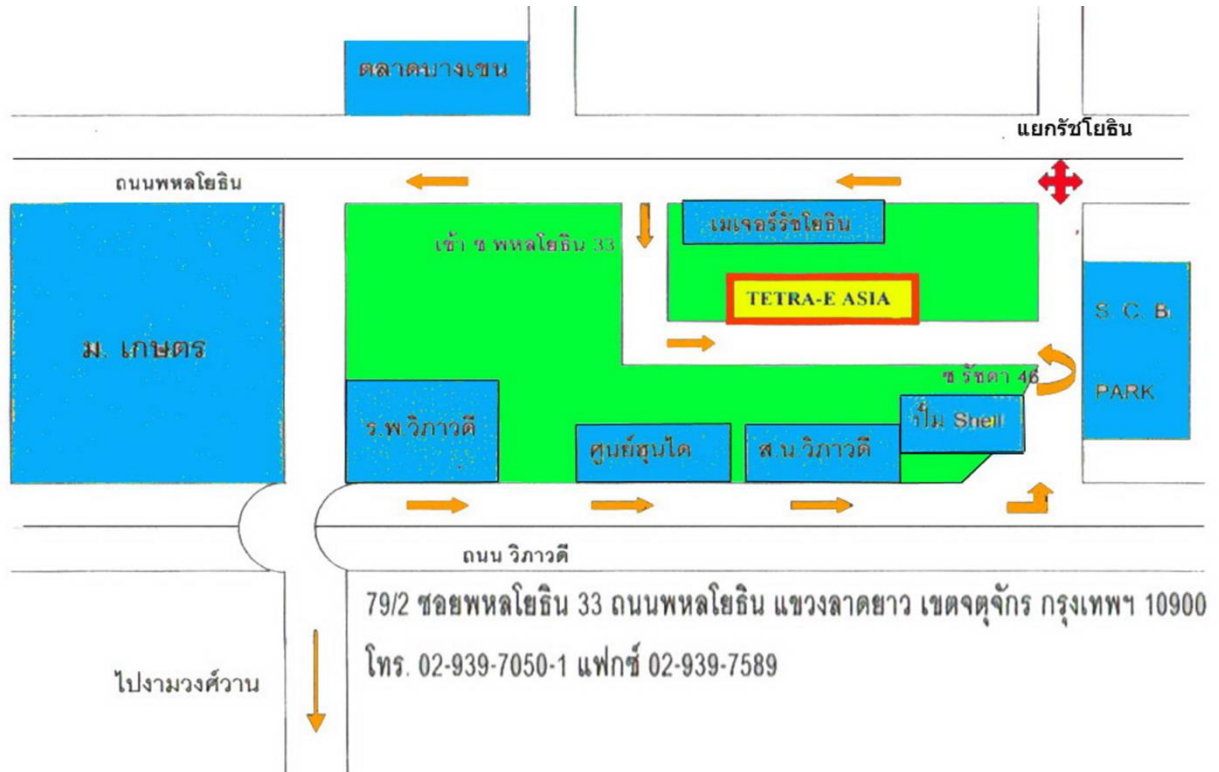 ตลาดบางเขน
แยกรัชโยธิน
ถนนพหลโยธิน
เมเจอร์รัชโยธิน
เข้า ซ พหลโยธิน 33
TETRA-E ASIA
S. C. B
ม. เกษตร
ซ รัชดา 46
PARK
ร.พ.วิภาวดี
ปั๊ม Shell
ศูนย์ฮุนได
ส.น.วิภาวดี
ถนน วิภาวดี
79/2 ซอยพหลโยธิน 33 ถนนพหลโยธิน แขวงลาดยาว เขตจตุจักร กรุงเทพฯ 10900
โทร. 02-939-7050-1 แฟกซ์ 02-939-7589
ไปงามวงศ์วาน